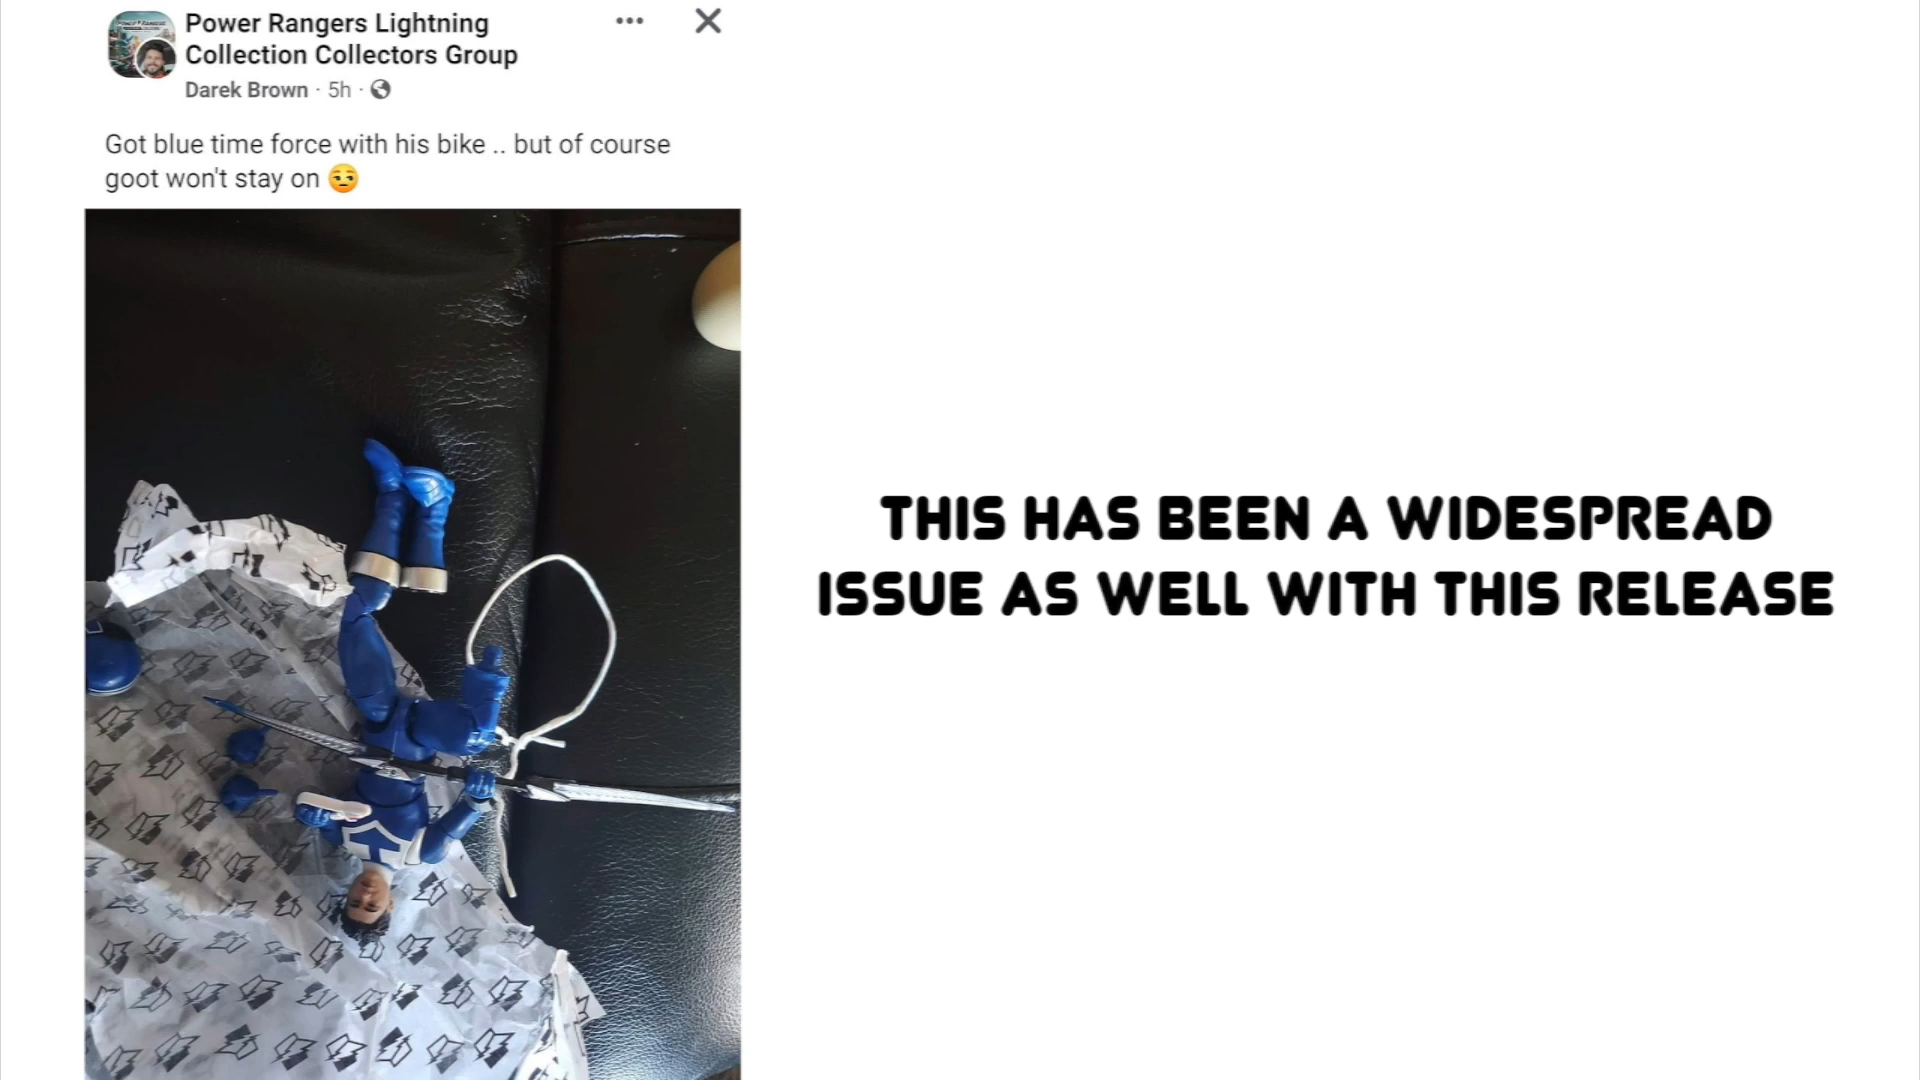 Power Rangers Lightning
Collection Collectors Group
Darek Brown · 5h ·
Got blue time force with his bike .. but of course
goot won't stay on 😒
THIS HAS BEEN A WIDESPREAD
ISSUE AS WELL WITH THIS RELEASE